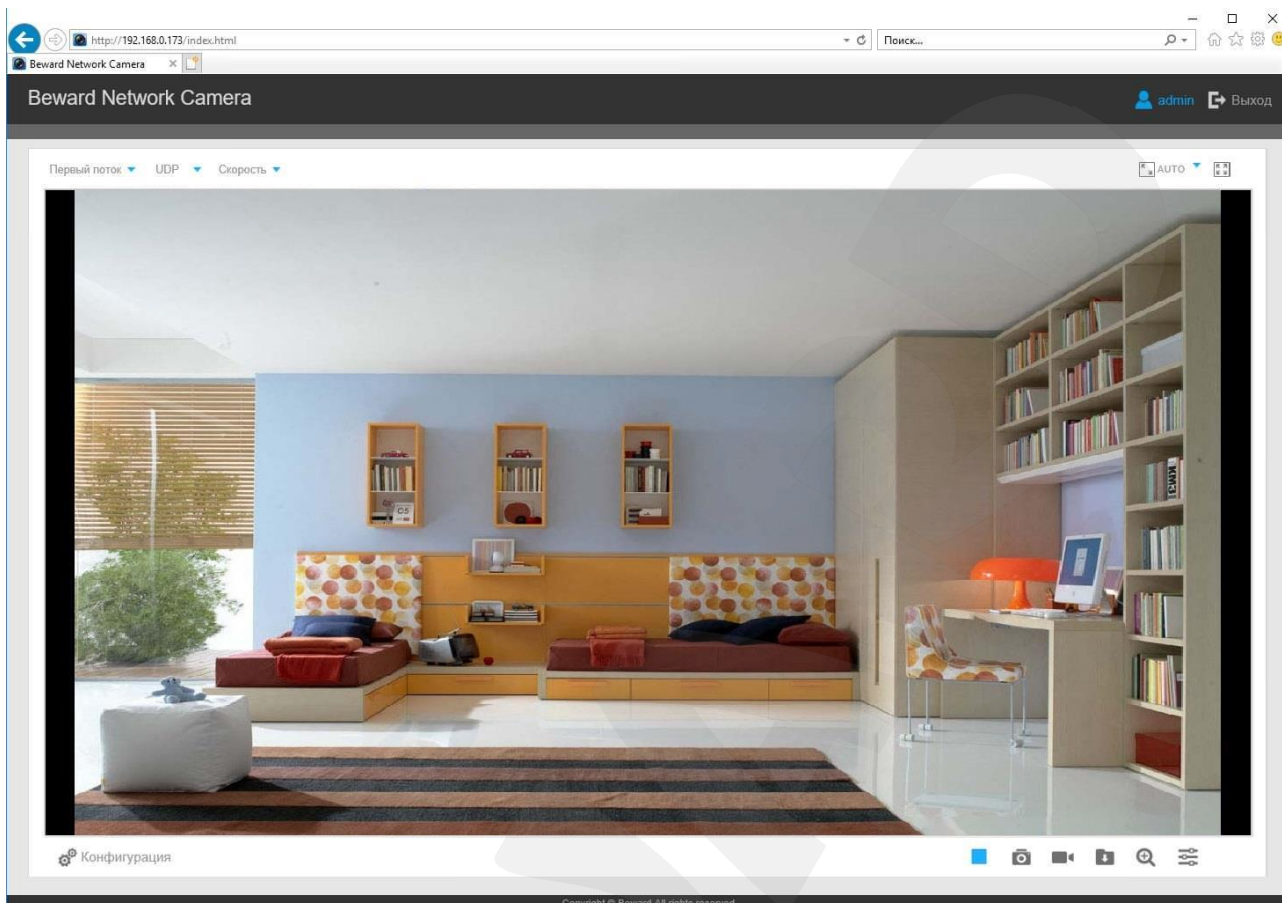 http://192.168.0.173/index.html
Поиск...
Beward Network Camera
Beward Network Camera
admin
Выход
Первый поток
UDP
Скорость
AUTO
Конфигурация
Copyright © Beward All rights reserved